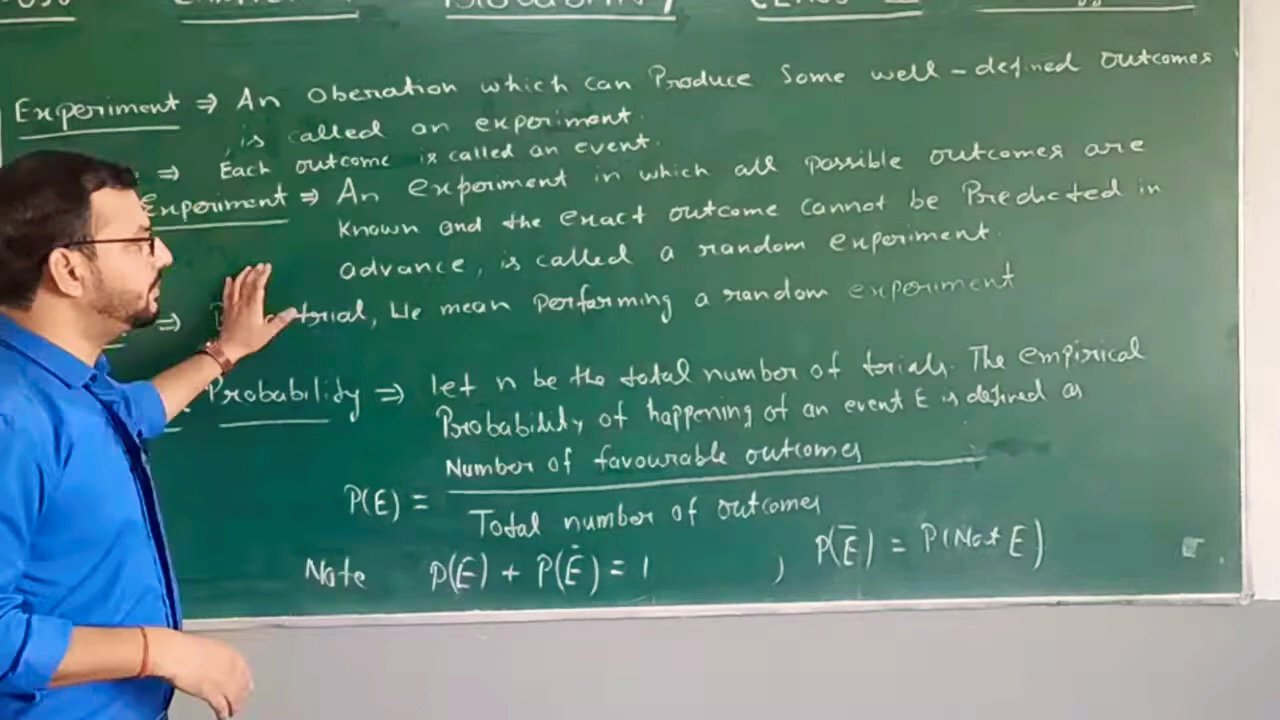 Probability
Experiment ⇒ An Operation which can Produce Some well-defined outcomes
is called an experiment.
⇒ Each outcome is called an event.
Experiment ⇒ An experiment in which all possible outcomes are
Known and the exact outcome cannot be Predicted in
advance, is called a random experiment.
⇒ trial, We mean performing a random experiment
Probability ⇒ let n be the total number of trials. The empirical
Probability of happening of an event E is defined as
Number of favourable outcomes
P(E) =
Total number of outcomes
Note P(E) + P(Ē) = 1 , P(Ē) = P(Not E)